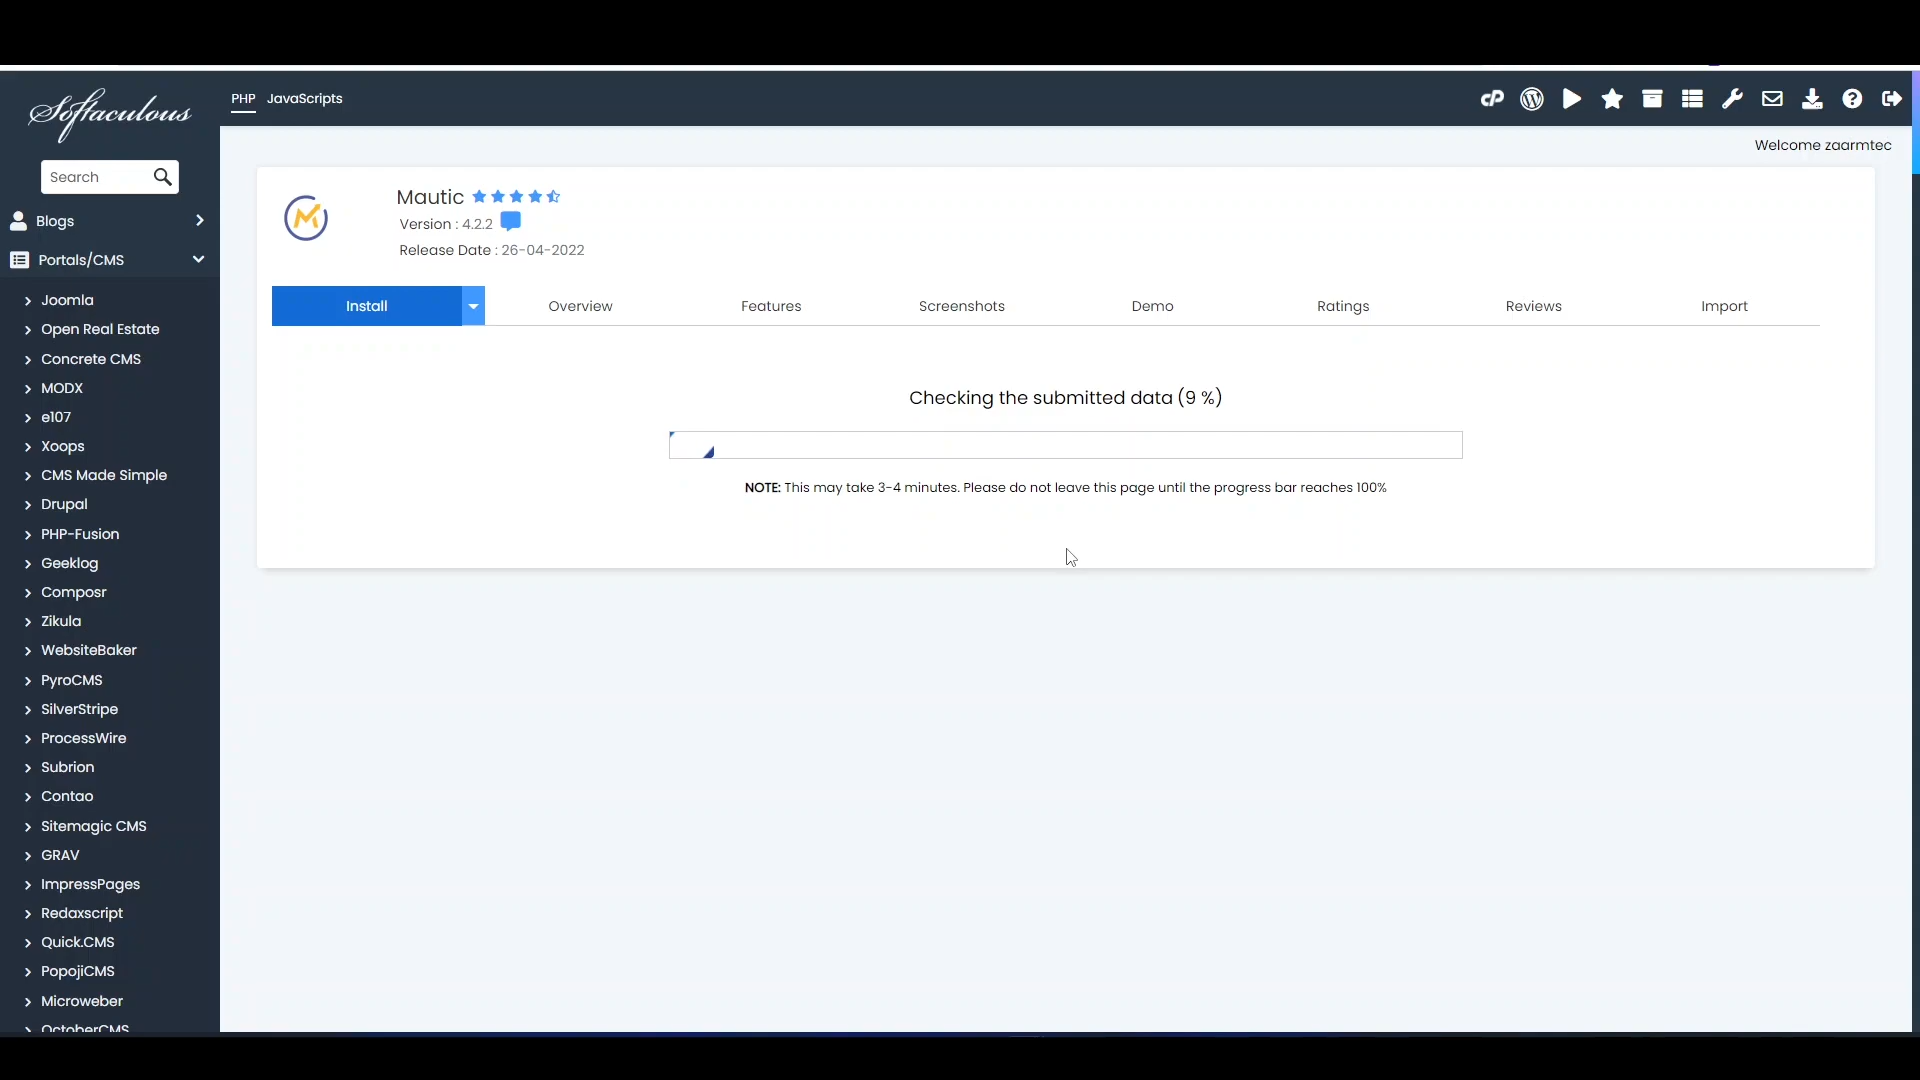 Softaculous
PHP JavaScripts
Welcome zaarmtec
Search
Blogs
Portals/CMS
Joomla
Open Real Estate
Concrete CMS
MODX
e107
Xoops
CMS Made Simple
Drupal
PHP-Fusion
Geeklog
Composr
Zikula
WebsiteBaker
PyroCMS
SilverStripe
ProcessWire
Subrion
Contao
Sitemagic CMS
GRAV
ImpressPages
Redaxscript
Quick.CMS
PopojiCMS
Microweber
OctoberCMS
Mautic
Version : 4.2.2
Release Date : 26-04-2022
Install Overview Features Screenshots Demo Ratings Reviews Import
Checking the submitted data (9 %)
NOTE: This may take 3-4 minutes. Please do not leave this page until the progress bar reaches 100%